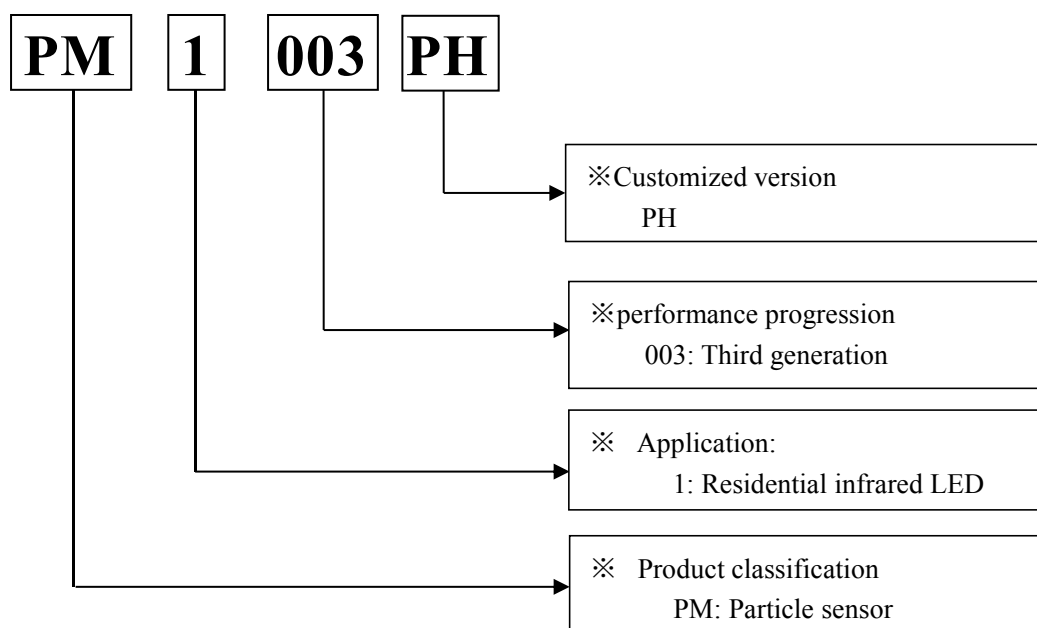 PM 1 003 PH
※Customized version
PH
※performance progression
003: Third generation
※ Application:
1: Residential infrared LED
※ Product classification
PM: Particle sensor